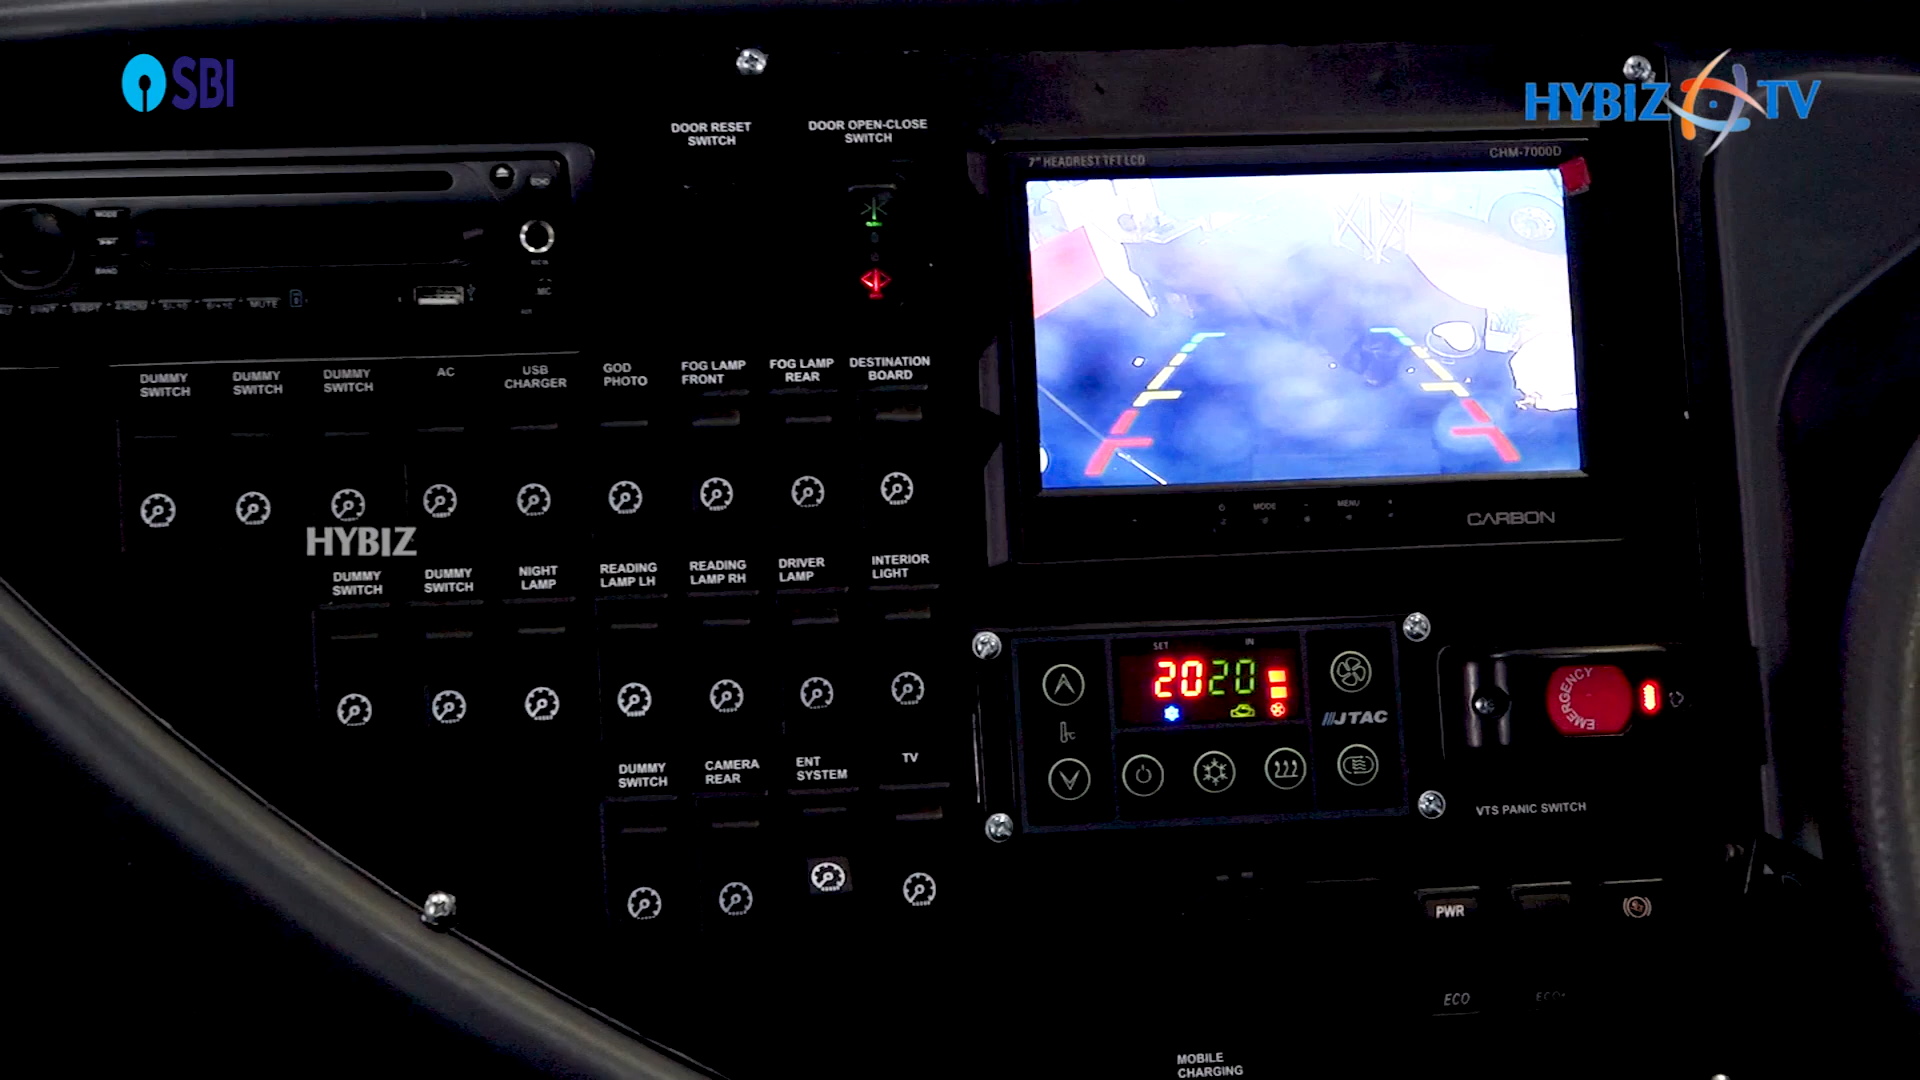 SBI
HYBIZ TV
DOOR RESET
SWITCH
DOOR OPEN-CLOSE
SWITCH
7" HEADREST TFT LCD
CHM-7000D
ECHO
MODE
BAND
MUTE
MIC
DUMMY
SWITCH
DUMMY
SWITCH
DUMMY
SWITCH
AC
USB
CHARGER
GOD
PHOTO
FOG LAMP
FRONT
FOG LAMP
REAR
DESTINATION
BOARD
MODE
MENU
CARBON
HYBIZ
DUMMY
SWITCH
DUMMY
SWITCH
NIGHT
LAMP
READING
LAMP LH
READING
LAMP RH
DRIVER
LAMP
INTERIOR
LIGHT
SET
IN
20 20
JTAC
EMERGENCY
VTS PANIC SWITCH
DUMMY
SWITCH
CAMERA
REAR
ENT
SYSTEM
TV
PWR
ECO
ECO+
MOBILE
CHARGING